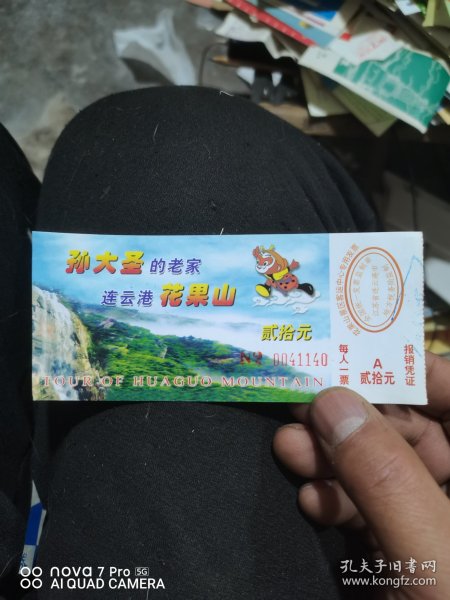 孙大圣的老家
连云港 花果山
贰拾元
№ 0041140
TOUR OF HUAGUO MOUNTAIN
每人一票
A
贰拾元
报销凭证
nova 7 Pro 5G
AI QUAD CAMERA
孔夫子旧书网
www.kongfz.com